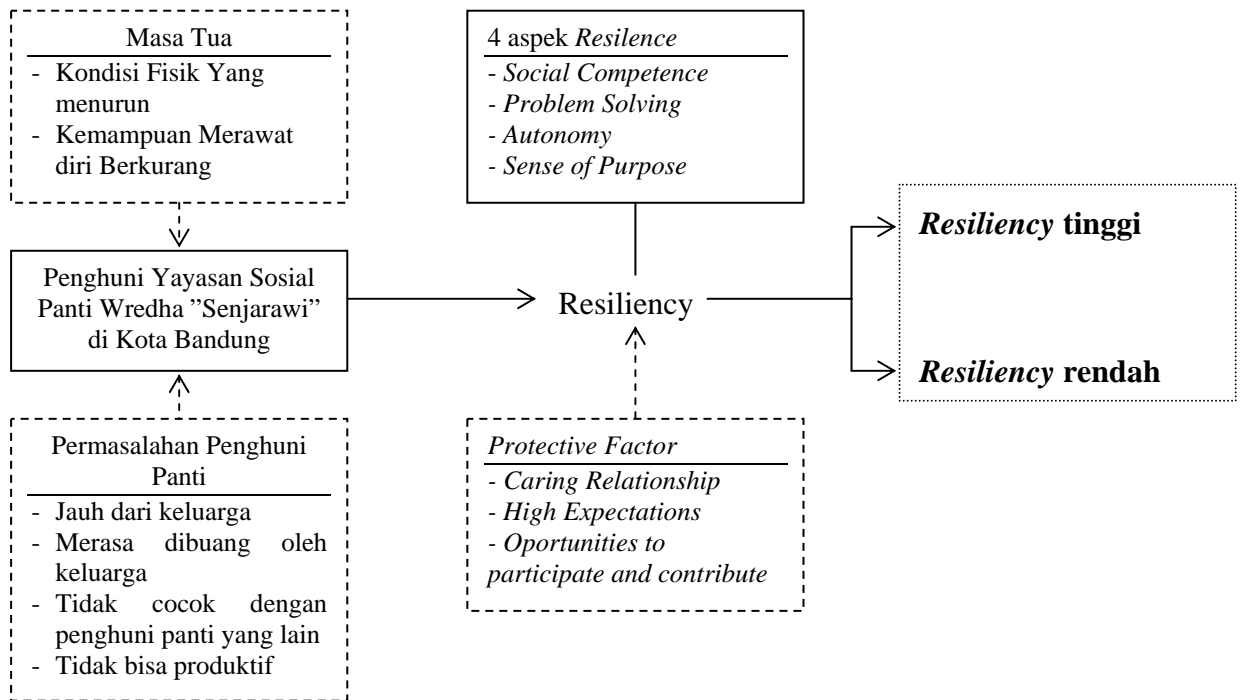 Masa Tua
- Kondisi Fisik Yang
menurun
- Kemampuan Merawat
diri Berkurang
Penghuni Yayasan Sosial
Panti Wredha ”Senjarawi”
di Kota Bandung
Permasalahan Penghuni
Panti
- Jauh dari keluarga
- Merasa dibuang oleh
keluarga
- Tidak cocok dengan
penghuni panti yang lain
- Tidak bisa produktif
4 aspek Resilence
- Social Competence
- Problem Solving
- Autonomy
- Sense of Purpose
Resiliency
Protective Factor
- Caring Relationship
- High Expectations
- Oportunities to
participate and contribute
Resiliency tinggi
Resiliency rendah